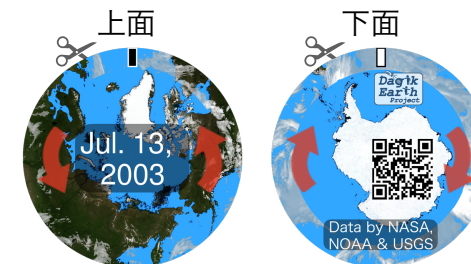 上面
下面
Jul. 13,
2003
Dagik
Earth
Project
Data by NASA,
NOAA & USGS